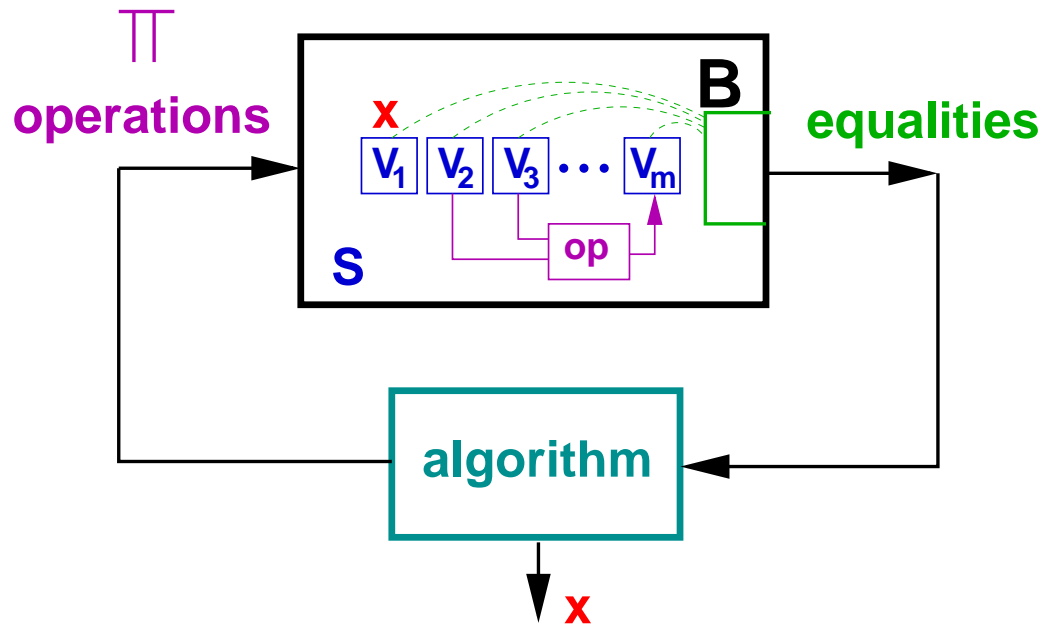 Π
operations
B
equalities
x
V1 V2 V3 ••• Vm
op
S
algorithm
x